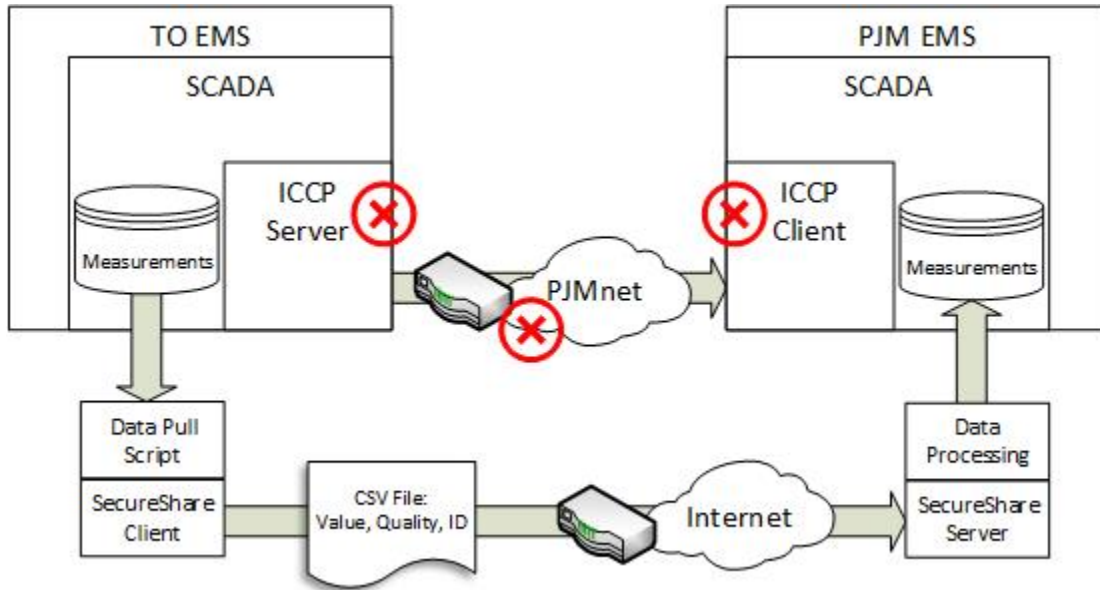 TO EMS
SCADA
ICCP
Server
Measurements
PJMnet
PJM EMS
SCADA
ICCP
Client
Measurements
Data Pull
Script
SecureShare
Client
CSV File:
Value, Quality, ID
Internet
Data
Processing
SecureShare
Server